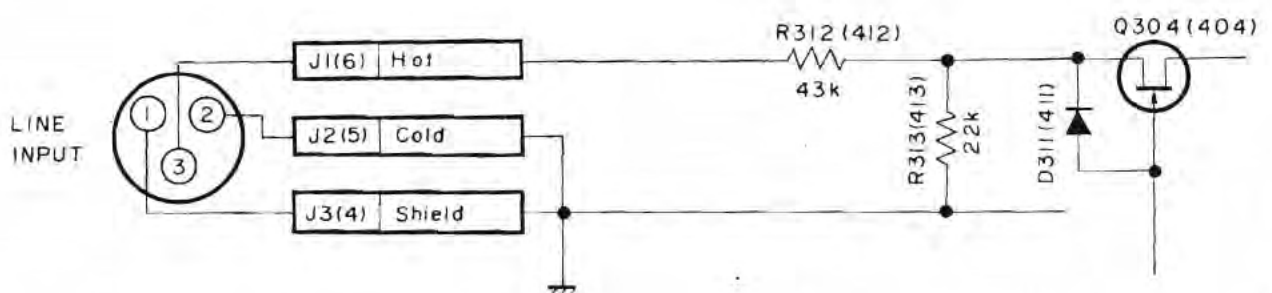 R312(412)
43k
Q304(404)
J1(6) Hot
LINE
INPUT
1
2
3
J2(5) Cold
J3(4) Shield
R313(413)
22k
D311(411)